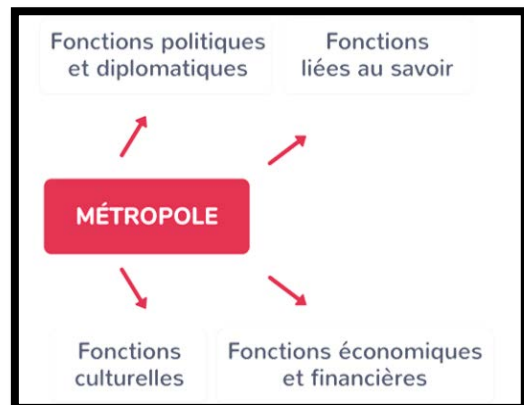 Fonctions politiques
et diplomatiques
Fonctions
liées au savoir
MÉTROPOLE
Fonctions
culturelles
Fonctions économiques
et financières